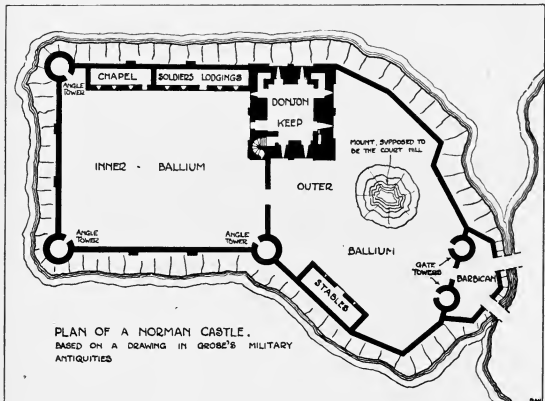 CHAPEL
SOLDIERS LODGINGS
ANGLE
TOWER
DONJON
KEEP
MOUNT, SUPPOSED TO
BE THE COURT HILL
INNER - BALLIUM
OUTER
BALLIUM
ANGLE
TOWER
ANGLE
TOWER
GATE
TOWERS
BARBICAN
STABLES
PLAN OF A NORMAN CASTLE.
BASED ON A DRAWING IN GROSE'S MILITARY
ANTIQUITIES